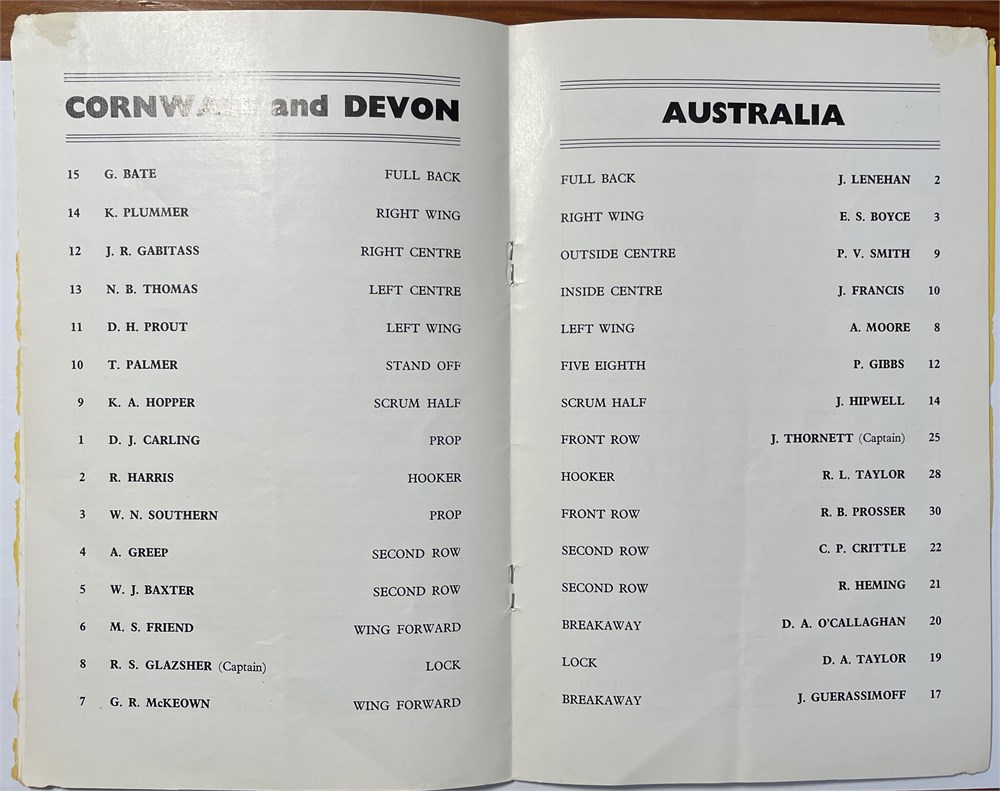 CORNWALL and DEVON
15 G. BATE FULL BACK
14 K. PLUMMER RIGHT WING
12 J. R. GABITASS RIGHT CENTRE
13 N. B. THOMAS LEFT CENTRE
11 D. H. PROUT LEFT WING
10 T. PALMER STAND OFF
9 K. A. HOPPER SCRUM HALF
1 D. J. CARLING PROP
2 R. HARRIS HOOKER
3 W. N. SOUTHERN PROP
4 A. GREEP SECOND ROW
5 W. J. BAXTER SECOND ROW
6 M. S. FRIEND WING FORWARD
8 R. S. GLAZSHER (Captain) LOCK
7 G. R. McKEOWN WING FORWARD
AUSTRALIA
FULL BACK J. LENEHAN 2
RIGHT WING E. S. BOYCE 3
OUTSIDE CENTRE P. V. SMITH 9
INSIDE CENTRE J. FRANCIS 10
LEFT WING A. MOORE 8
FIVE EIGHTH P. GIBBS 12
SCRUM HALF J. HIPWELL 14
FRONT ROW J. THORNETT (Captain) 25
HOOKER R. L. TAYLOR 28
FRONT ROW R. B. PROSSER 30
SECOND ROW C. P. CRITTLE 22
SECOND ROW R. HEMING 21
BREAKAWAY D. A. O'CALLAGHAN 20
LOCK D. A. TAYLOR 19
BREAKAWAY J. GUERASSIMOFF 17